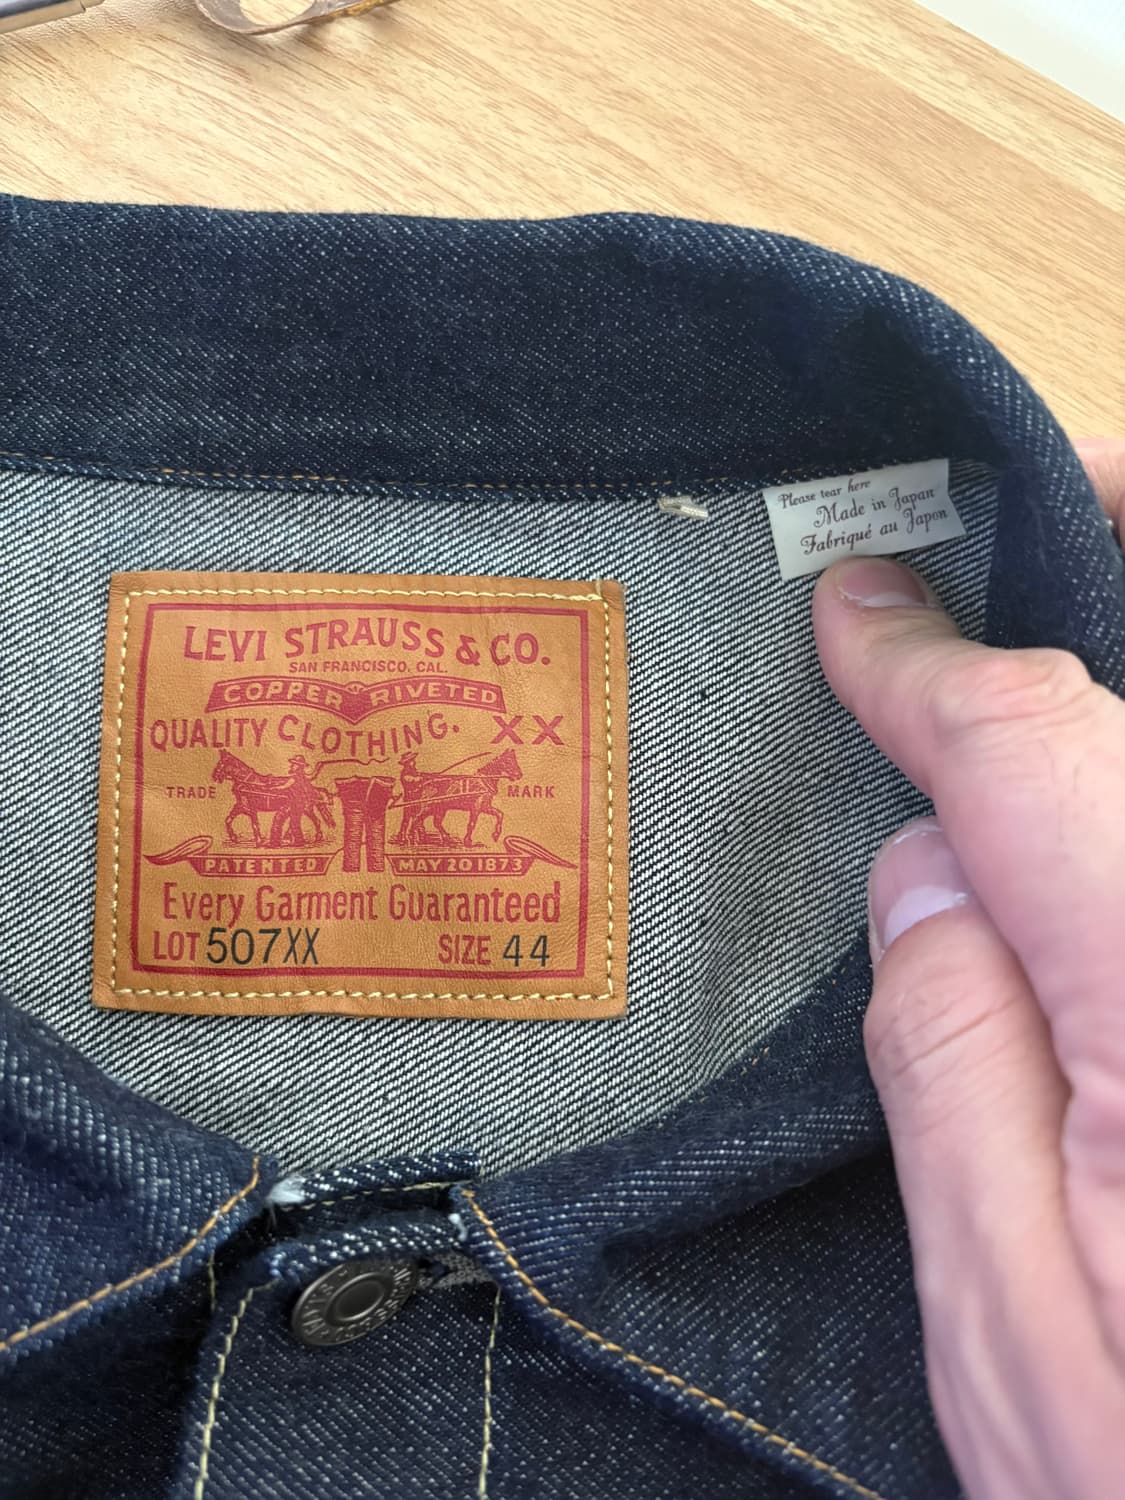 Please tear here
Made in Japan
Fabriqué au Japon
LEVI STRAUSS & CO.
SAN FRANCISCO, CAL.
COPPER RIVETED
QUALITY CLOTHING. XX
TRADE MARK
PATENTED MAY 20 1873
Every Garment Guaranteed
LOT 507XX SIZE 44